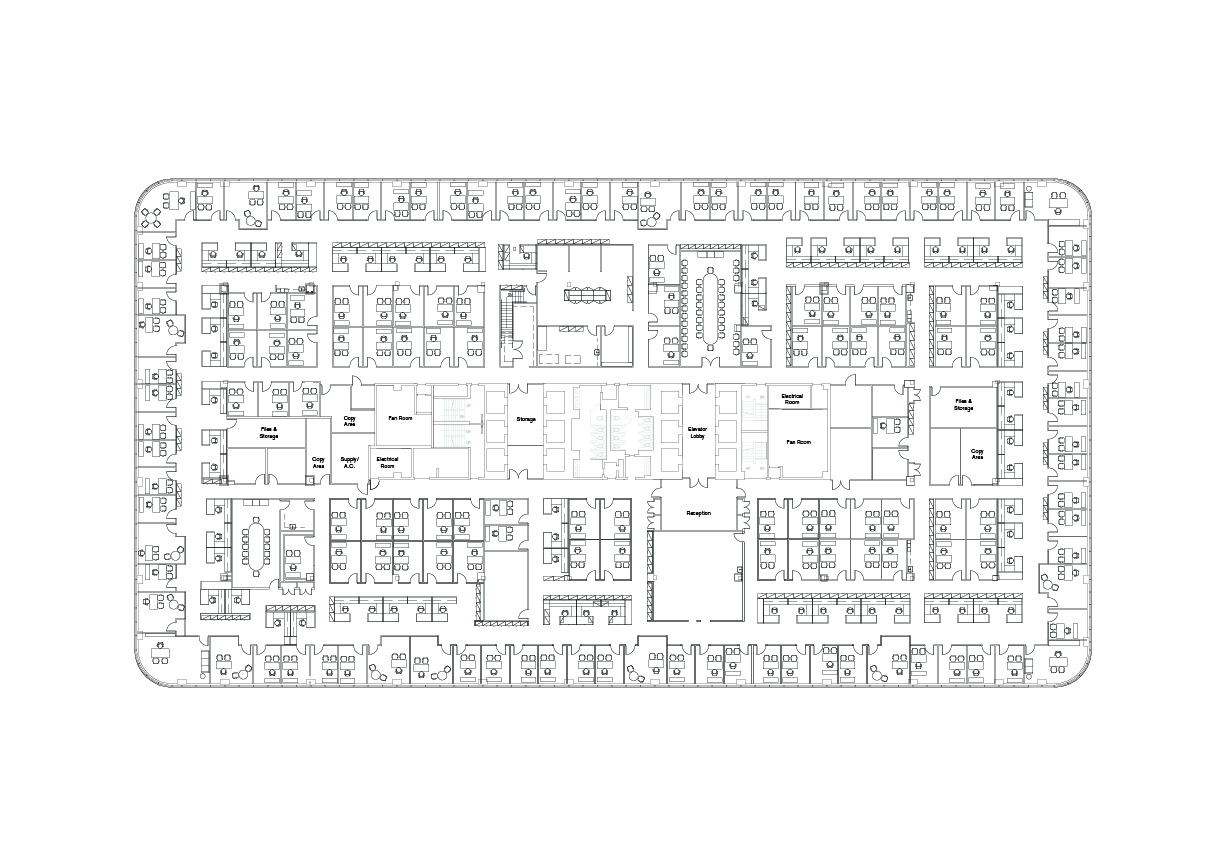 Electrical
Room
Files &
Storage
Copy
Area
Fan Room
Storage
Elevator
Lobby
Files &
Storage
Fan Room
Copy
Area
Supply/
A.C.
Electrical
Room
Copy
Area
Reception